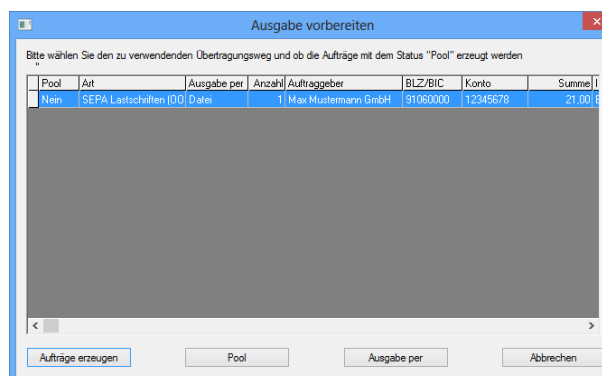 Ausgabe vorbereiten
Bitte wählen Sie den zu verwendenden Übertragungsweg und ob die Aufträge mit dem Status "Pool" erzeugt werden
"
Pool Art Ausgabe per Anzahl Auftraggeber BLZ/BIC Konto Summe I
Nein SEPA Lastschriften (OO Datei 1 Max Mustermann GmbH 91060000 12345678 21,00 E
Aufträge erzeugen Pool Ausgabe per Abbrechen